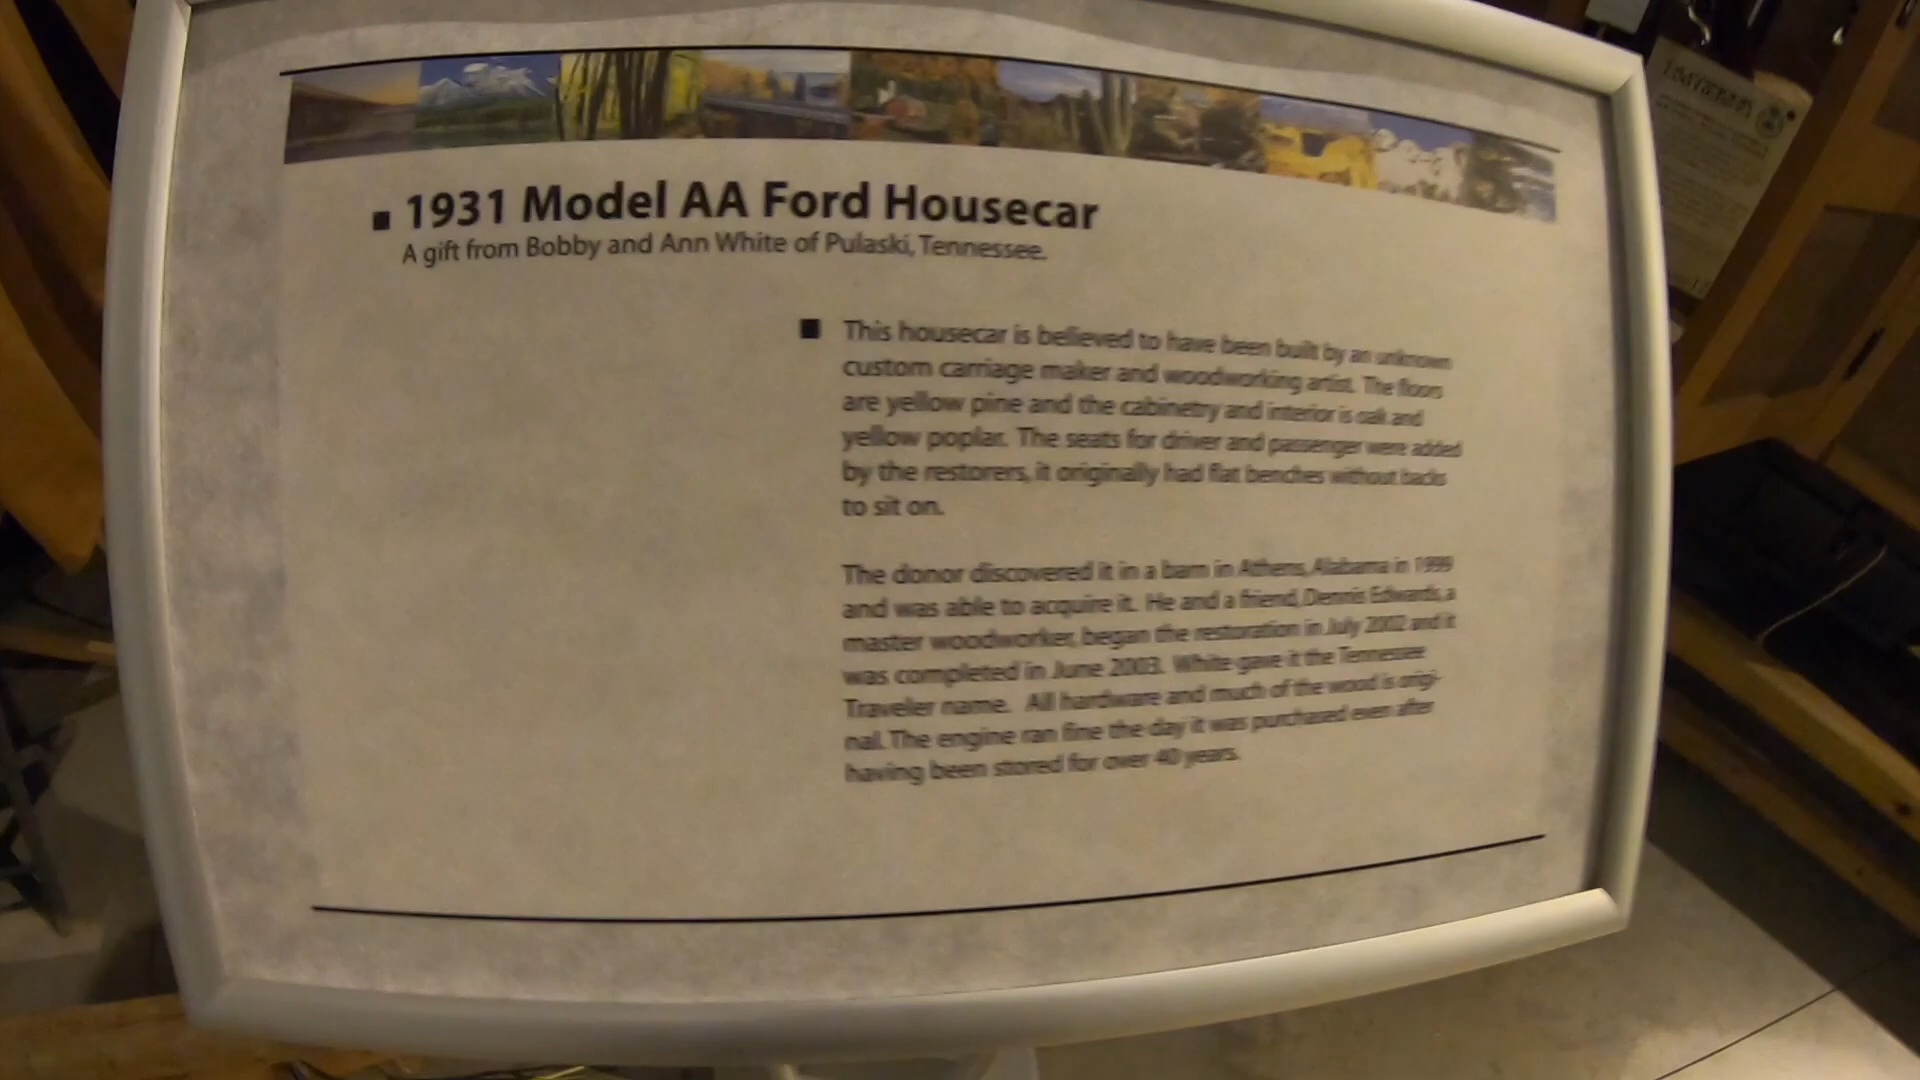 1931 Model AA Ford Housecar
A gift from Bobby and Ann White of Pulaski, Tennessee.
This housecar is believed to have been built by an unknown
custom carriage maker and woodworking artist. The floors
are yellow pine and the cabinetry and interior is oak and
yellow poplar. The seats for driver and passenger were added
by the restorers, it originally had flat benches without backs
to sit on.
The donor discovered it in a barn in Athens, Alabama in 1999
and was able to acquire it. He and a friend, Dennis Edwards, a
master woodworker, began the restoration in July 2002 and it
was completed in June 2003. White gave it the Tennessee
Traveler name. All hardware and much of the wood is origi-
nal. The engine ran fine the day it was purchased even after
having been stored for over 40 years.